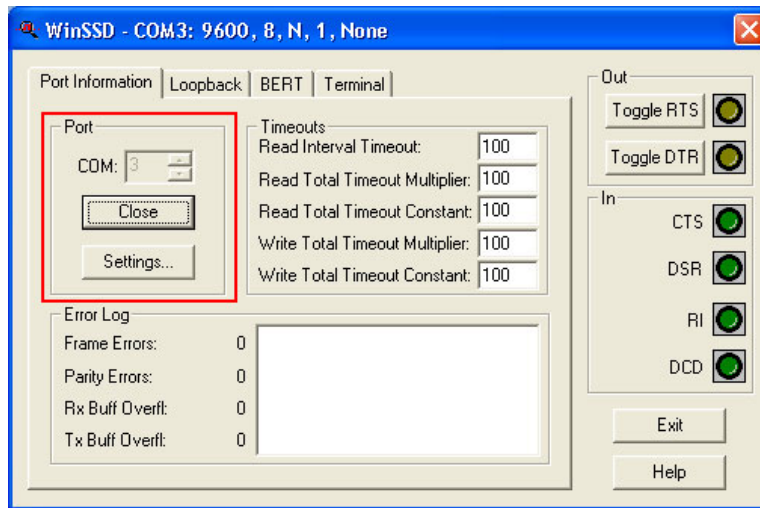 WinSSD - COM3: 9600, 8, N, 1, None
Port Information Loopback BERT Terminal
Port
COM: 3
Close
Settings...
Timeouts
Read Interval Timeout: 100
Read Total Timeout Multiplier: 100
Read Total Timeout Constant: 100
Write Total Timeout Multiplier: 100
Write Total Timeout Constant: 100
Error Log
Frame Errors: 0
Parity Errors: 0
Rx Buff Overfl: 0
Tx Buff Overfl: 0
Out
Toggle RTS
Toggle DTR
In
CTS
DSR
RI
DCD
Exit
Help